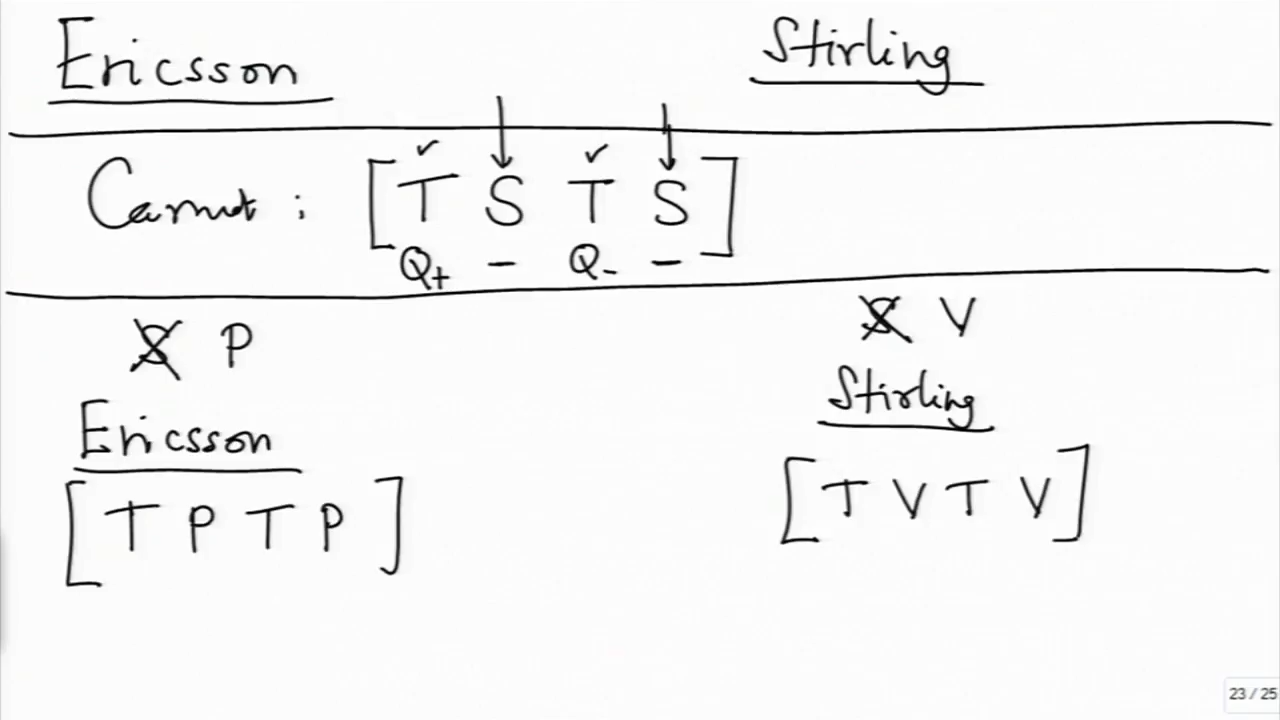 Ericsson Stirling
Carnot : [ T S T S ]
Q+ - Q- -
S P S V
Ericsson Stirling
[ T P T P ] [ T V T V ]
23 / 25